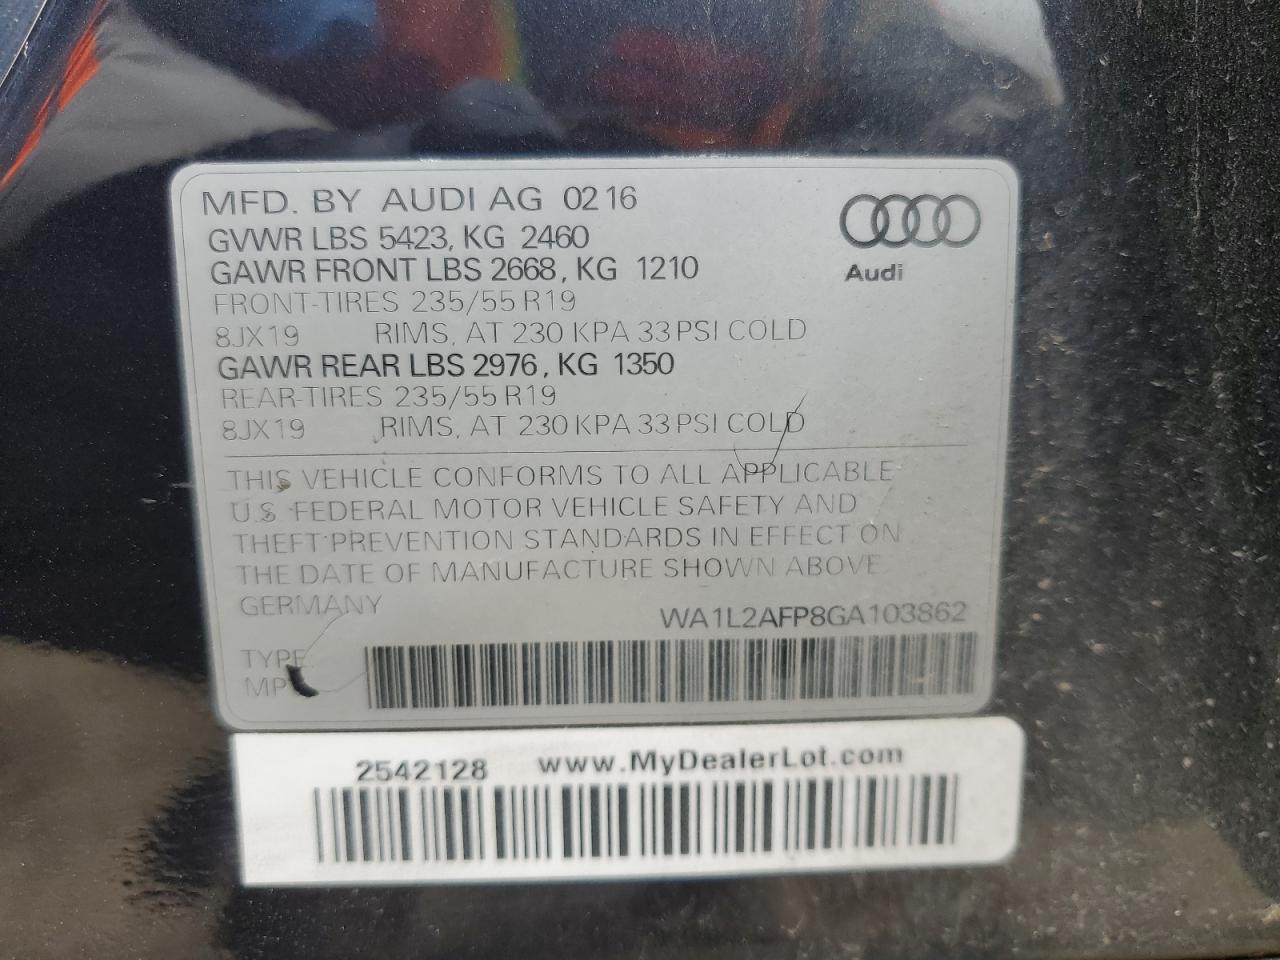 MFD. BY AUDI AG 02 16
GVWR LBS 5423, KG 2460
GAWR FRONT LBS 2668, KG 1210
FRONT-TIRES 235/55 R19
8JX19 RIMS, AT 230 KPA 33 PSI COLD
GAWR REAR LBS 2976, KG 1350
REAR-TIRES 235/55 R19
8JX19 RIMS, AT 230 KPA 33 PSI COLD
Audi
THIS VEHICLE CONFORMS TO ALL APPLICABLE
U.S. FEDERAL MOTOR VEHICLE SAFETY AND
THEFT PREVENTION STANDARDS IN EFFECT ON
THE DATE OF MANUFACTURE SHOWN ABOVE
GERMANY
WA1L2AFP8GA103862
TYPE
2542128 www.MyDealerLot.com